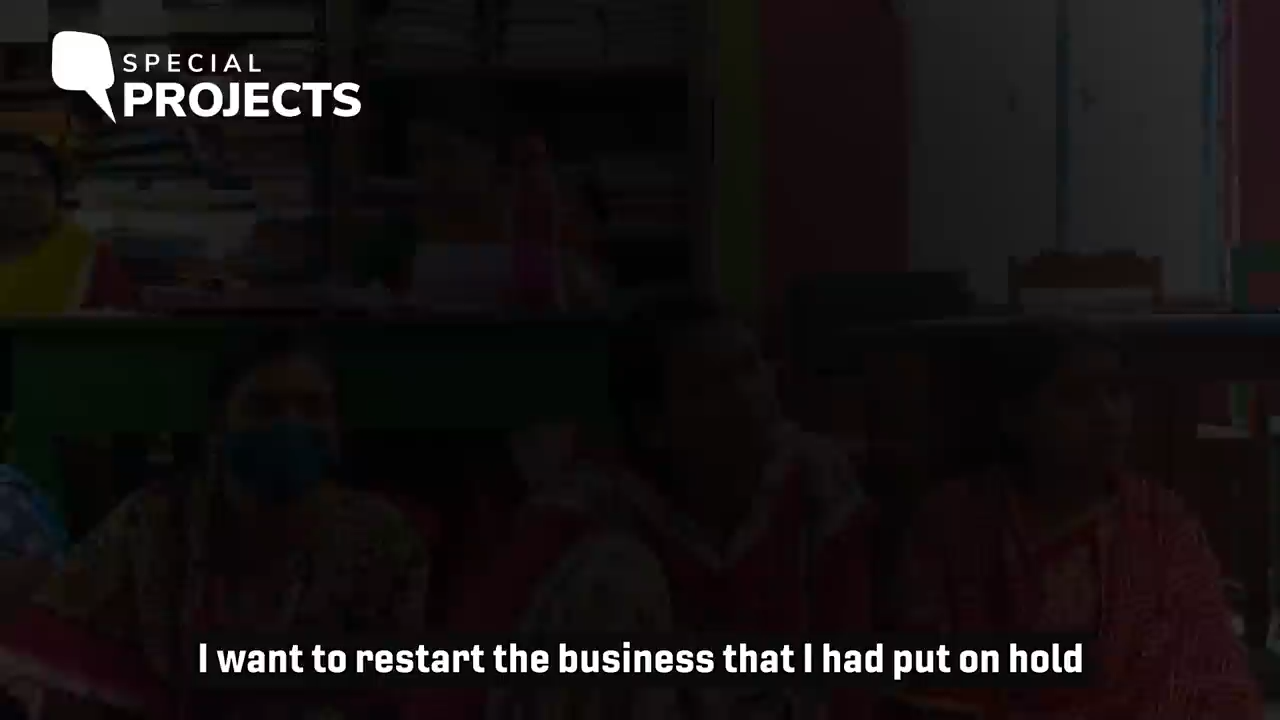 SPECIAL
PROJECTS
I want to restart the business that I had put on hold